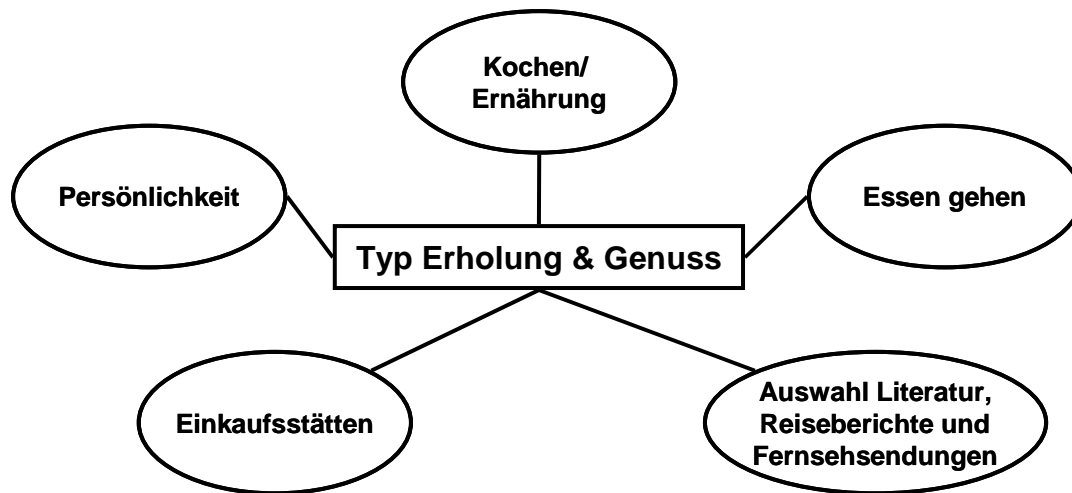 Kochen/
Ernährung
Persönlichkeit
Essen gehen
Typ Erholung & Genuss
Einkaufsstätten
Auswahl Literatur,
Reiseberichte und
Fernsehsendungen